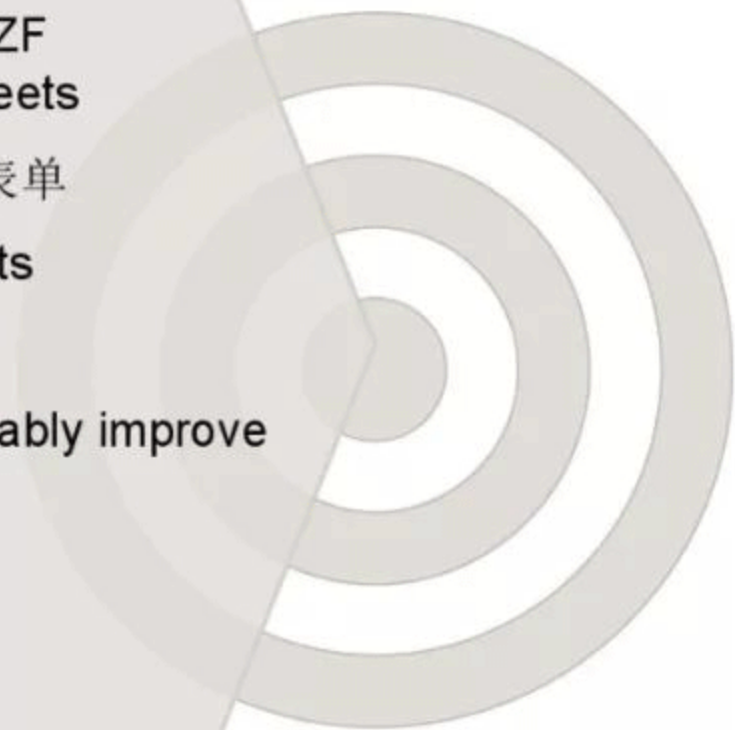 ZF
eets
表单
ts
ably improve